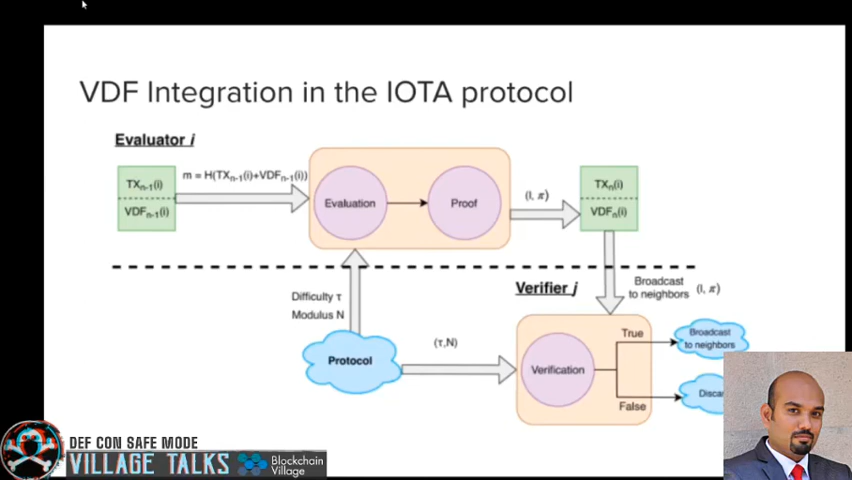 VDF Integration in the IOTA protocol
Evaluator i
TXn-1(i)
VDFn-1(i)
m = H(TXn-1(i)+VDFn-1(i))
Evaluation
Proof
(l, π)
TXn(i)
VDFn(i)
Difficulty τ
Modulus N
Verifier j
Broadcast
to neighbors
(l, π)
Protocol
(τ,N)
Verification
True
False
Broadcast
to neighbors
DEF CON SAFE MODE
VILLAGE TALKS
Blockchain
Village